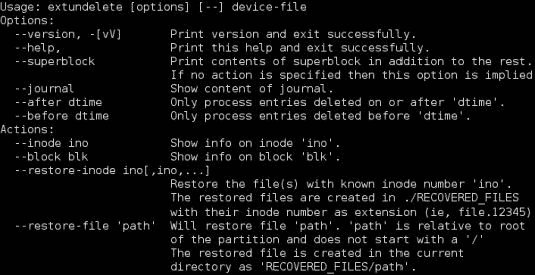 Usage: extundelete [options] [--] device-file
Options:
  --version, -[vV]       Print version and exit successfully.
  --help,                Print this help and exit successfully.
  --superblock           Print contents of superblock in addition to the rest.
                         If no action is specified then this option is implied
  --journal              Show content of journal.
  --after dtime          Only process entries deleted on or after 'dtime'.
  --before dtime         Only process entries deleted before 'dtime'.
Actions:
  --inode ino            Show info on inode 'ino'.
  --block blk            Show info on block 'blk'.
  --restore-inode ino[,ino,...]
                         Restore the file(s) with known inode number 'ino'.
                         The restored files are created in ./RECOVERED_FILES
                         with their inode number as extension (ie, file.12345)
  --restore-file 'path'  Will restore file 'path'. 'path' is relative to root
                         of the partition and does not start with a '/'
                         The restored file is created in the current
                         directory as 'RECOVERED_FILES/path'.